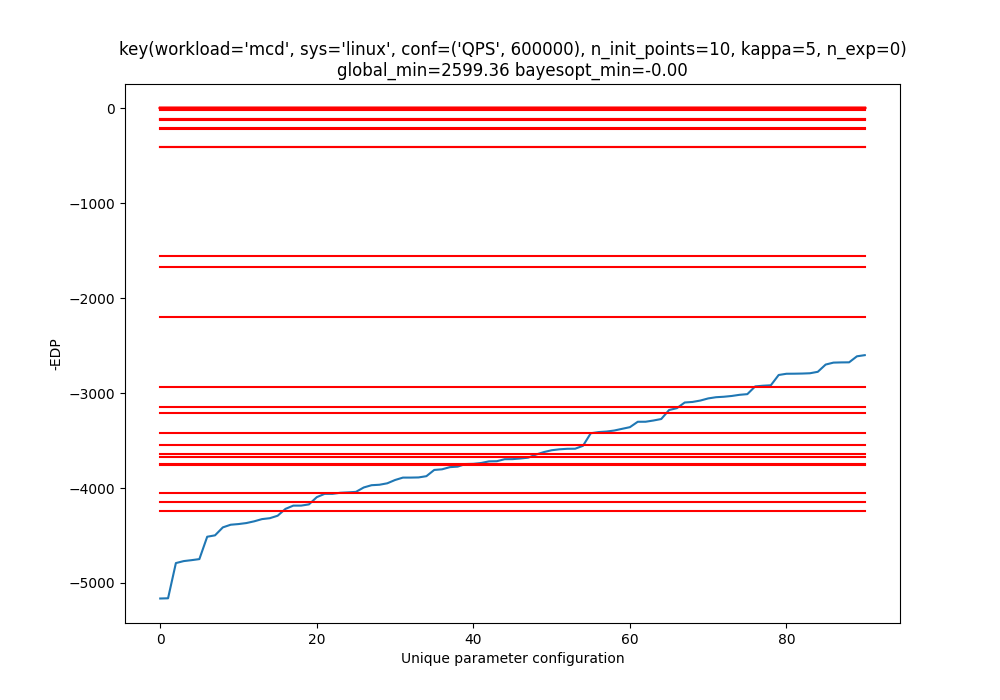 key(workload='mcd', sys='linux', conf=('QPS', 600000), n_init_points=10, kappa=5, n_exp=0)
global_min=2599.36 bayesopt_min=-0.00
0
−1000
−2000
−3000
−4000
−5000
-EDP
0 20 40 60 80
Unique parameter configuration